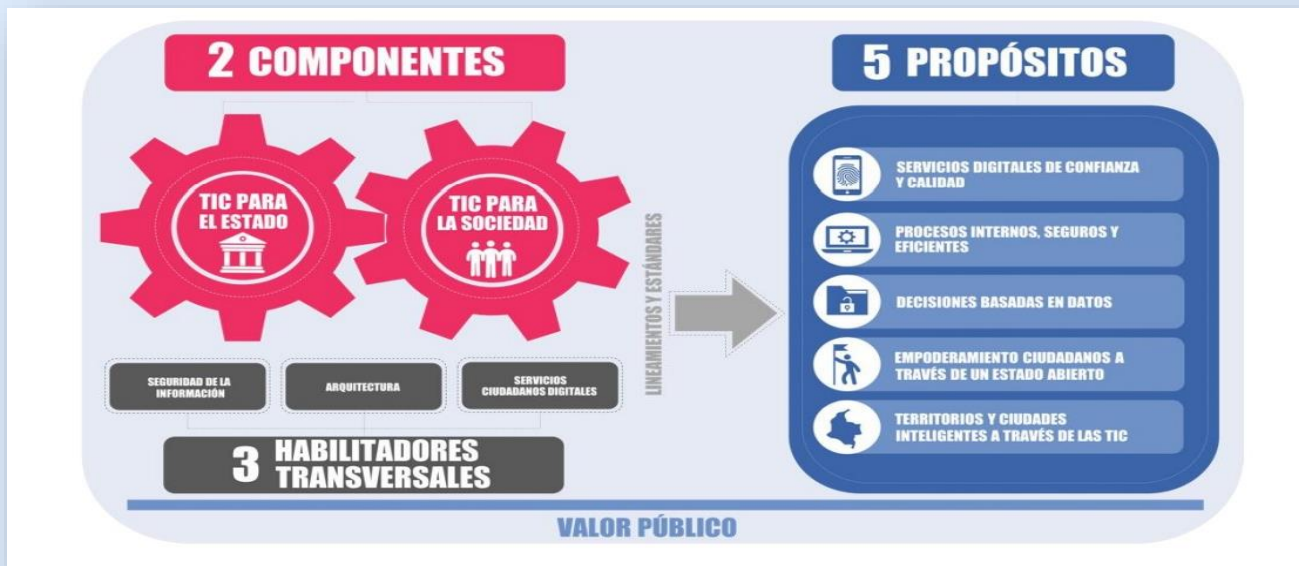 2 COMPONENTES
TIC PARA
EL ESTADO
TIC PARA
LA SOCIEDAD
SEGURIDAD DE LA
INFORMACIÓN
ARQUITECTURA
SERVICIOS
CIUDADANOS DIGITALES
3 HABILITADORES
TRANSVERSALES
LINEAMIENTOS Y ESTÁNDARES
5 PROPÓSITOS
SERVICIOS DIGITALES DE CONFIANZA
Y CALIDAD
PROCESOS INTERNOS, SEGUROS Y
EFICIENTES
DECISIONES BASADAS EN DATOS
EMPODERAMIENTO CIUDADANOS A
TRAVÉS DE UN ESTADO ABIERTO
TERRITORIOS Y CIUDADES
INTELIGENTES A TRAVÉS DE LAS TIC
VALOR PÚBLICO